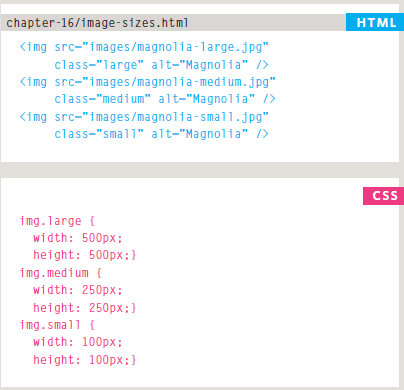 chapter-16/image-sizes.html
HTML
<img src="images/magnolia-large.jpg"
class="large" alt="Magnolia" />
<img src="images/magnolia-medium.jpg"
class="medium" alt="Magnolia" />
<img src="images/magnolia-small.jpg"
class="small" alt="Magnolia" />
CSS
img.large {
width: 500px;
height: 500px;}
img.medium {
width: 250px;
height: 250px;}
img.small {
width: 100px;
height: 100px;}